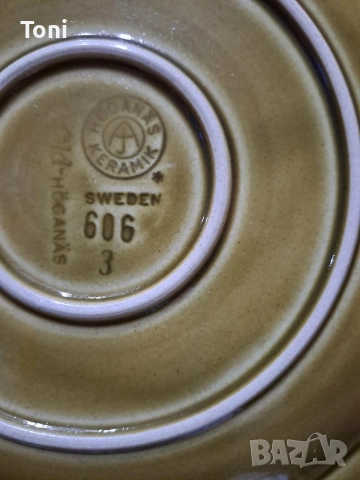 Toni
HÖGANÄS
KERAMIK
SWEDEN
606
3
HÖGANÄS
BAZAR